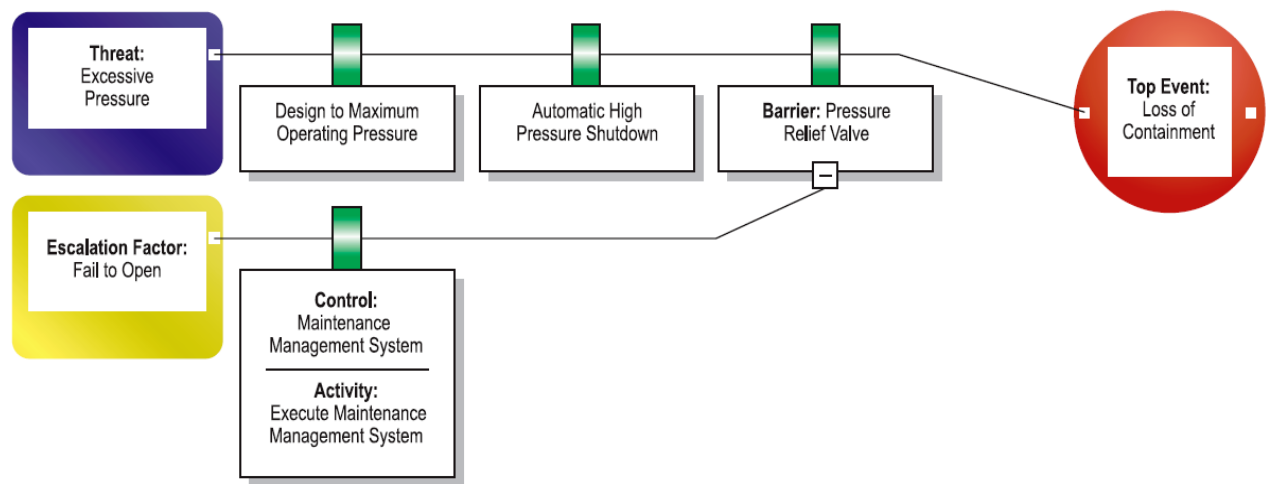 Threat:
Excessive
Pressure
Design to Maximum
Operating Pressure
Automatic High
Pressure Shutdown
Barrier: Pressure
Relief Valve
Top Event:
Loss of
Containment
Escalation Factor:
Fail to Open
Control:
Maintenance
Management System
Activity:
Execute Maintenance
Management System